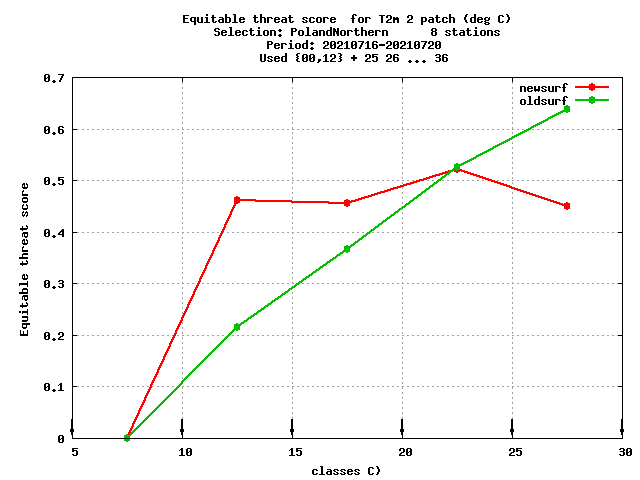 Equitable threat score  for T2m 2 patch (deg C)
Selection: PolandNorthern      8 stations
Period: 20210716-20210720
Used {00,12} + 25 26 ... 36
newsurf
oldsurf
0.7
0.6
0.5
0.4
0.3
0.2
0.1
0
Equitable threat score
5 10 15 20 25 30
classes C)